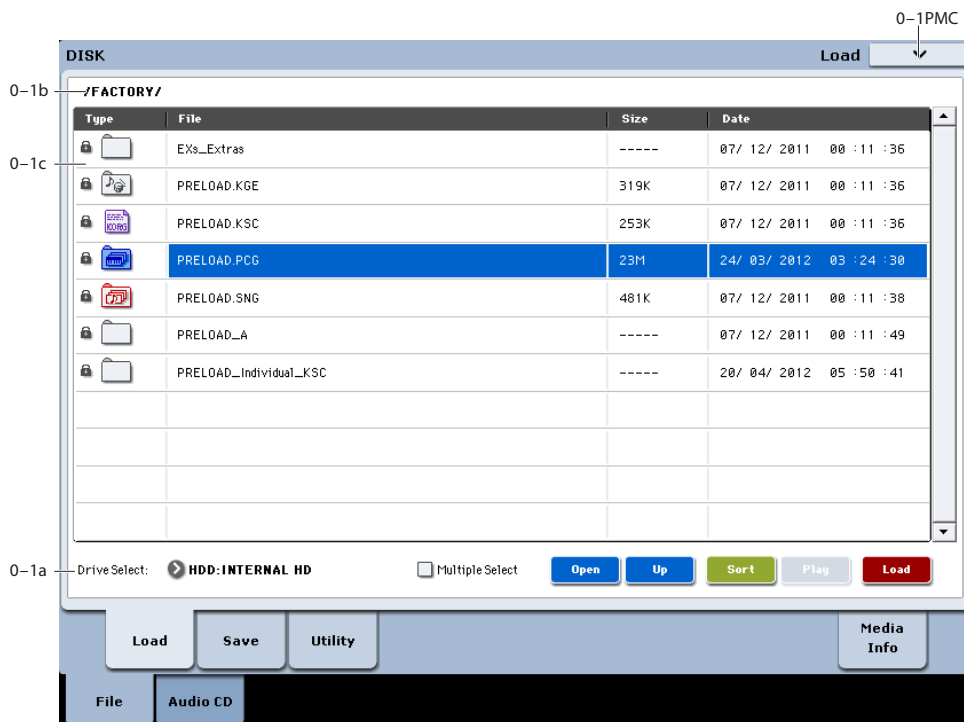 0–1PMC
DISK
Load
0–1b
/FACTORY/
Type File Size Date
0–1c
EXs_Extras ----- 07/ 12/ 2011 00 :11 :36
PRELOAD.KGE 319K 07/ 12/ 2011 00 :11 :36
KORG PRELOAD.KSC 253K 07/ 12/ 2011 00 :11 :36
PRELOAD.PCG 23M 24/ 03/ 2012 03 :24 :30
PRELOAD.SNG 481K 07/ 12/ 2011 00 :11 :38
PRELOAD_A ----- 07/ 12/ 2011 00 :11 :49
PRELOAD_Individual_KSC ----- 20/ 04/ 2012 05 :50 :41
0–1a
Drive Select: HDD:INTERNAL HD Multiple Select Open Up Sort Play Load
Load Save Utility
Media
Info
File Audio CD